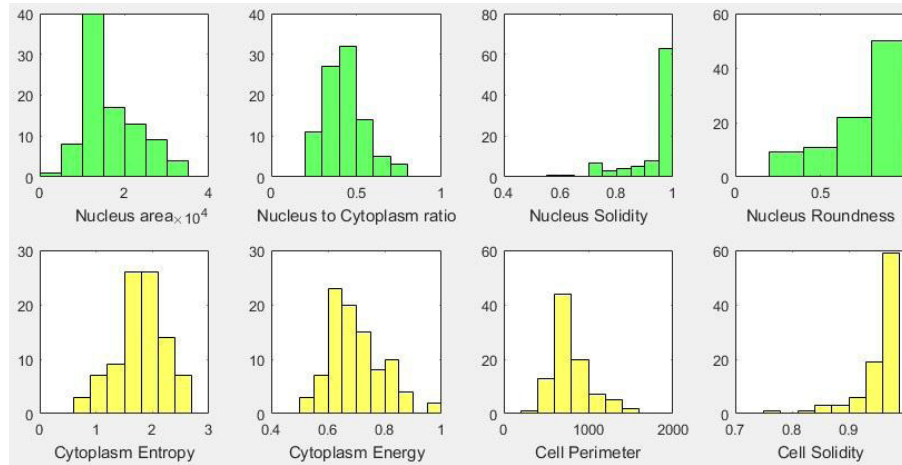 40
30
20
10
0
0 2 4
Nucleus area ×10^4
40
30
20
10
0
0 0.5 1
Nucleus to Cytoplasm ratio
80
60
40
20
0
0.4 0.6 0.8 1
Nucleus Solidity
60
40
20
0
0 0.5
Nucleus Roundness
30
20
10
0
0 1 2 3
Cytoplasm Entropy
30
20
10
0
0.4 0.6 0.8 1
Cytoplasm Energy
60
40
20
0
0 1000 2000
Cell Perimeter
60
40
20
0
0.7 0.8 0.9
Cell Solidity